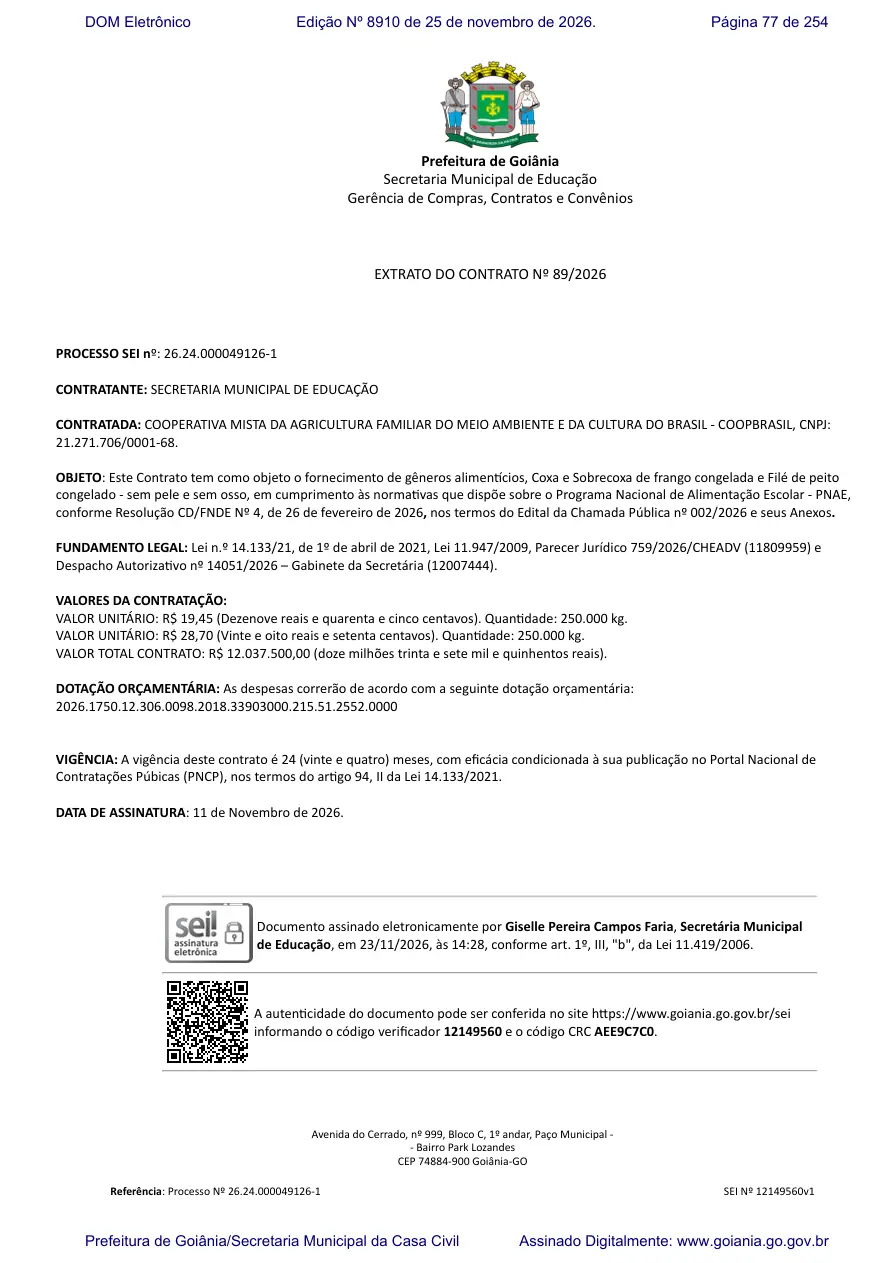 DOM Eletrônico Edição Nº 8910 de 25 de novembro de 2026. Página 77 de 254
Prefeitura de Goiânia
Secretaria Municipal de Educação
Gerência de Compras, Contratos e Convênios
EXTRATO DO CONTRATO Nº 89/2026
PROCESSO SEI nº: 26.24.000049126-1
CONTRATANTE: SECRETARIA MUNICIPAL DE EDUCAÇÃO
CONTRATADA: COOPERATIVA MISTA DA AGRICULTURA FAMILIAR DO MEIO AMBIENTE E DA CULTURA DO BRASIL - COOPBRASIL, CNPJ:
21.271.706/0001-68.
OBJETO: Este Contrato tem como objeto o fornecimento de gêneros alimentícios, Coxa e Sobrecoxa de frango congelada e Filé de peito
congelado - sem pele e sem osso, em cumprimento às normativas que dispõe sobre o Programa Nacional de Alimentação Escolar - PNAE,
conforme Resolução CD/FNDE Nº 4, de 26 de fevereiro de 2026, nos termos do Edital da Chamada Pública nº 002/2026 e seus Anexos.
FUNDAMENTO LEGAL: Lei n.º 14.133/21, de 1º de abril de 2021, Lei 11.947/2009, Parecer Jurídico 759/2026/CHEADV (11809959) e
Despacho Autorizativo nº 14051/2026 – Gabinete da Secretária (12007444).
VALORES DA CONTRATAÇÃO:
VALOR UNITÁRIO: R$ 19,45 (Dezenove reais e quarenta e cinco centavos). Quantidade: 250.000 kg.
VALOR UNITÁRIO: R$ 28,70 (Vinte e oito reais e setenta centavos). Quantidade: 250.000 kg.
VALOR TOTAL CONTRATO: R$ 12.037.500,00 (doze milhões trinta e sete mil e quinhentos reais).
DOTAÇÃO ORÇAMENTÁRIA: As despesas correrão de acordo com a seguinte dotação orçamentária:
2026.1750.12.306.0098.2018.33903000.215.51.2552.0000
VIGÊNCIA: A vigência deste contrato é 24 (vinte e quatro) meses, com eficácia condicionada à sua publicação no Portal Nacional de
Contratações Púbicas (PNCP), nos termos do artigo 94, II da Lei 14.133/2021.
DATA DE ASSINATURA: 11 de Novembro de 2026.
sei!
assinatura
eletrônica
Documento assinado eletronicamente por Giselle Pereira Campos Faria, Secretária Municipal
de Educação, em 23/11/2026, às 14:28, conforme art. 1º, III, "b", da Lei 11.419/2006.
A autenticidade do documento pode ser conferida no site https://www.goiania.go.gov.br/sei
informando o código verificador 12149560 e o código CRC AEE9C7C0.
Avenida do Cerrado, nº 999, Bloco C, 1º andar, Paço Municipal -
- Bairro Park Lozandes
CEP 74884-900 Goiânia-GO
Referência: Processo Nº 26.24.000049126-1 SEI Nº 12149560v1
Prefeitura de Goiânia/Secretaria Municipal da Casa Civil Assinado Digitalmente: www.goiania.go.gov.br